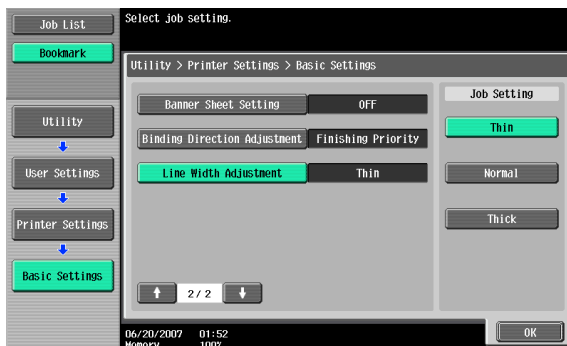 Job List
Bookmark
Select job setting.
Utility > Printer Settings > Basic Settings
Utility
User Settings
Printer Settings
Basic Settings
Banner Sheet Setting OFF
Binding Direction Adjustment Finishing Priority
Line Width Adjustment Thin
2/ 2
Job Setting
Thin
Normal
Thick
06/20/2007 01:52
Memory 100%
OK